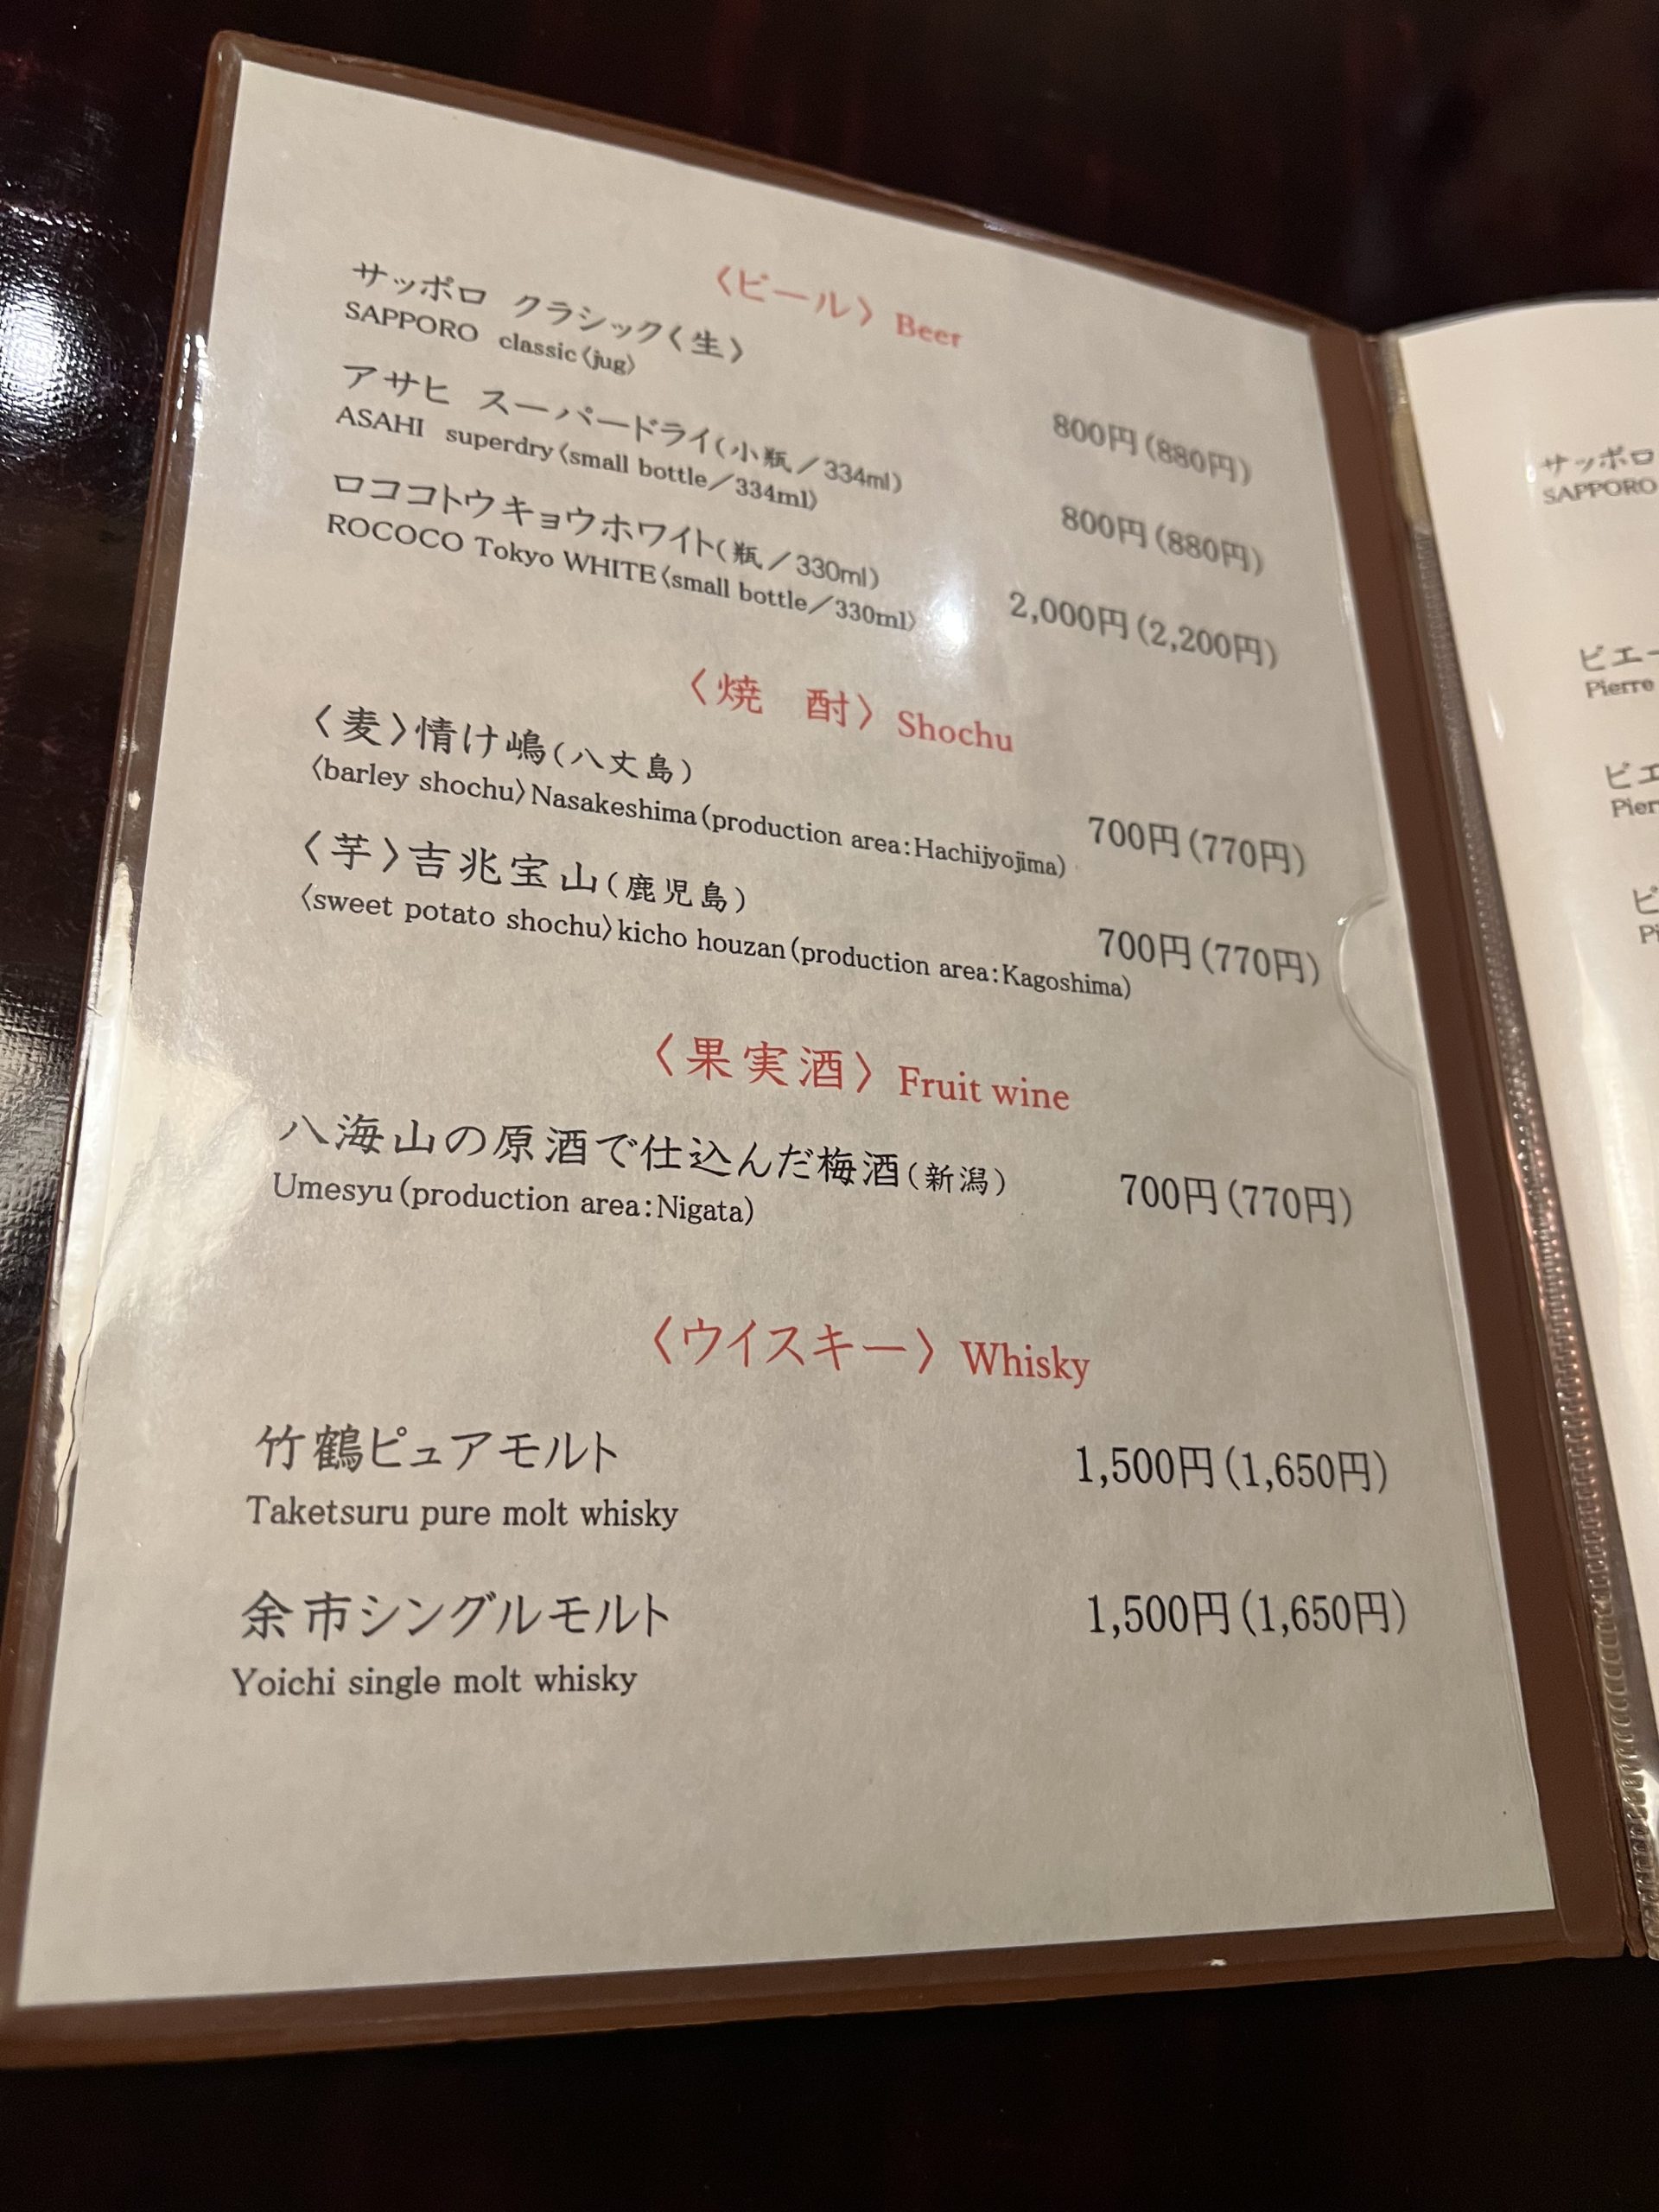 〈ビール〉 Beer
サッポロ クラシック〈生〉
SAPPORO classic〈jug〉
800円(880円)
アサヒ スーパードライ(小瓶／334ml)
ASAHI superdry〈small bottle／334ml〉
800円(880円)
ロココトウキョウホワイト(瓶／330ml)
ROCOCO Tokyo WHITE〈small bottle／330ml〉
2,000円(2,200円)
〈焼 酎〉 Shochu
〈麦〉情け嶋(八丈島)
〈barley shochu〉Nasakeshima(production area:Hachijyojima)
700円(770円)
〈芋〉吉兆宝山(鹿児島)
〈sweet potato shochu〉kicho houzan(production area:Kagoshima)
700円(770円)
〈果実酒〉 Fruit wine
八海山の原酒で仕込んだ梅酒(新潟)
700円(770円)
Umesyu(production area:Nigata)
〈ウイスキー〉 Whisky
竹鶴ピュアモルト
1,500円(1,650円)
Taketsuru pure molt whisky
余市シングルモルト
1,500円(1,650円)
Yoichi single molt whisky
サッポロ
SAPPORO
Pierre